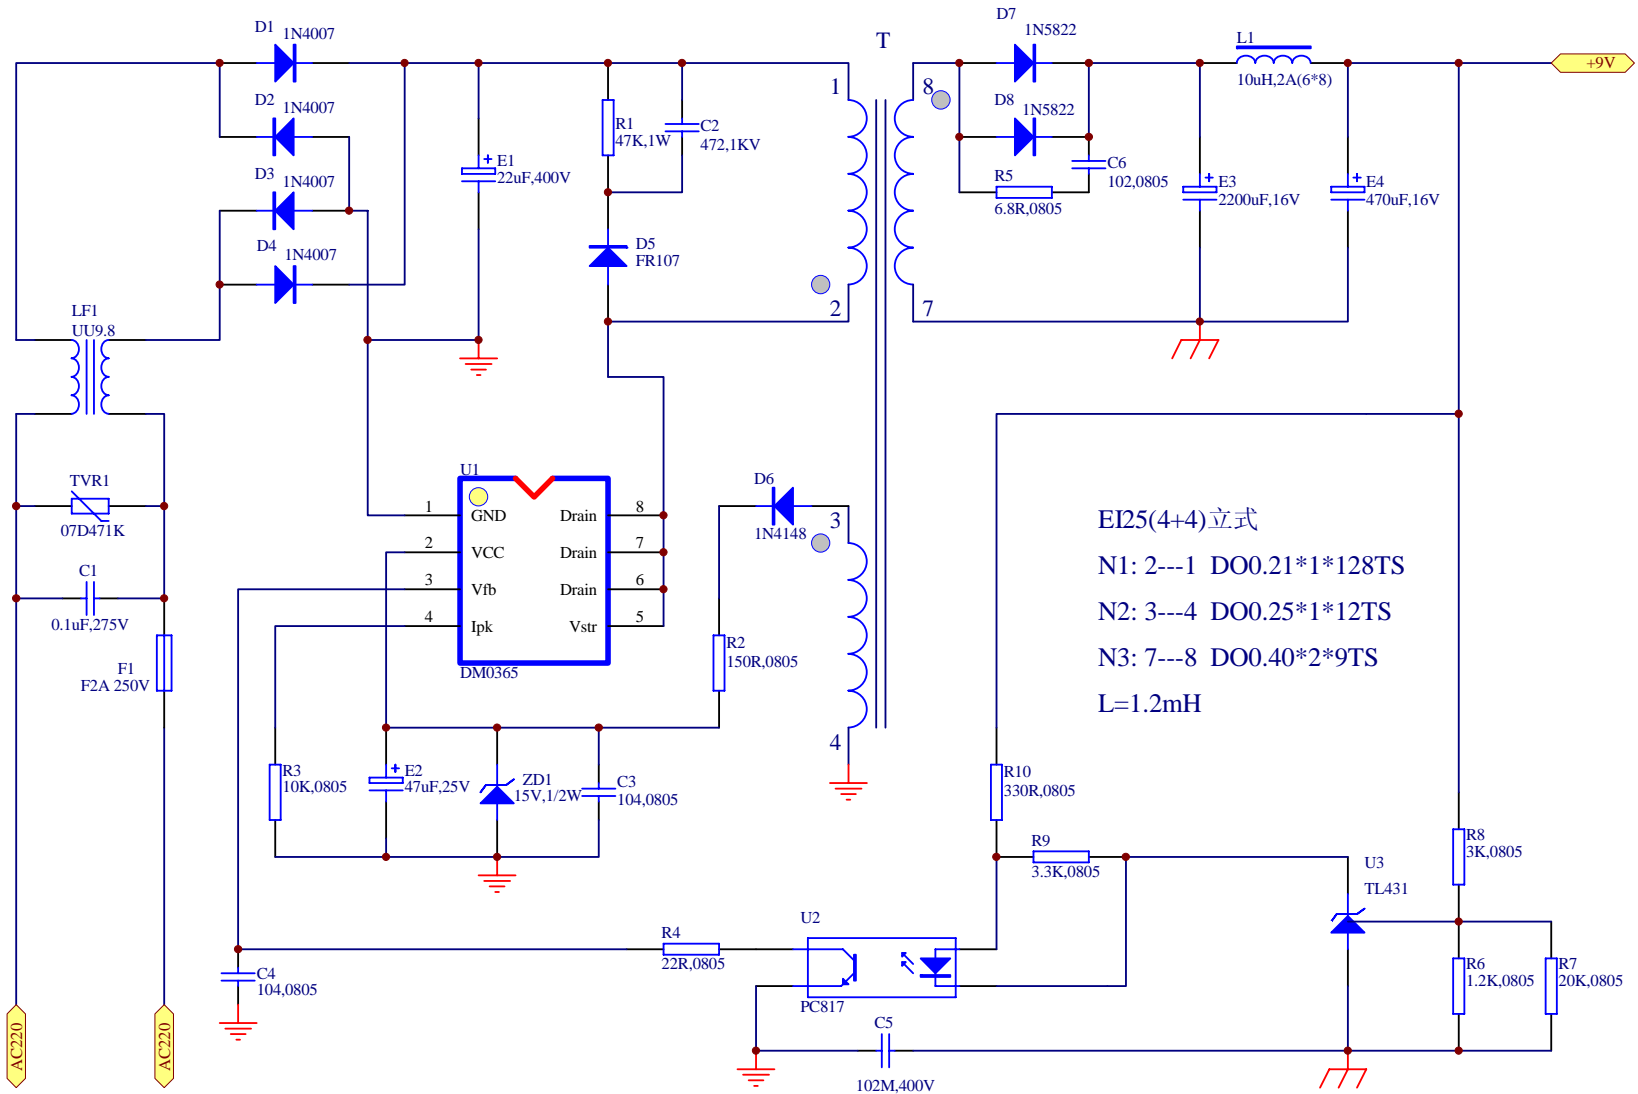 D1
1N4007
D2
1N4007
D3
1N4007
D4
1N4007
LF1
UU9.8
TVR1
07D471K
C1
0.1uF,275V
F1
F2A 250V
AC220
AC220
E1
22uF,400V
R1
47K,1W
C2
472,1KV
D5
FR107
T
1
2
8
7
3
4
D7
1N5822
D8
1N5822
R5
6.8R,0805
C6
102,0805
L1
10uH,2A(6*8)
E3
2200uF,16V
E4
470uF,16V
+9V
U1
1
GND
2
VCC
3
Vfb
4
Ipk
Drain
8
Drain
7
Drain
6
Vstr
5
DM0365
D6
1N4148
R2
150R,0805
R3
10K,0805
E2
47uF,25V
ZD1
15V,1/2W
C3
104,0805
C4
104,0805
R4
22R,0805
U2
PC817
C5
102M,400V
EI25(4+4)立式
N1: 2---1 DO0.21*1*128TS
N2: 3---4 DO0.25*1*12TS
N3: 7---8 DO0.40*2*9TS
L=1.2mH
R10
330R,0805
R9
3.3K,0805
U3
TL431
R8
3K,0805
R6
1.2K,0805
R7
20K,0805